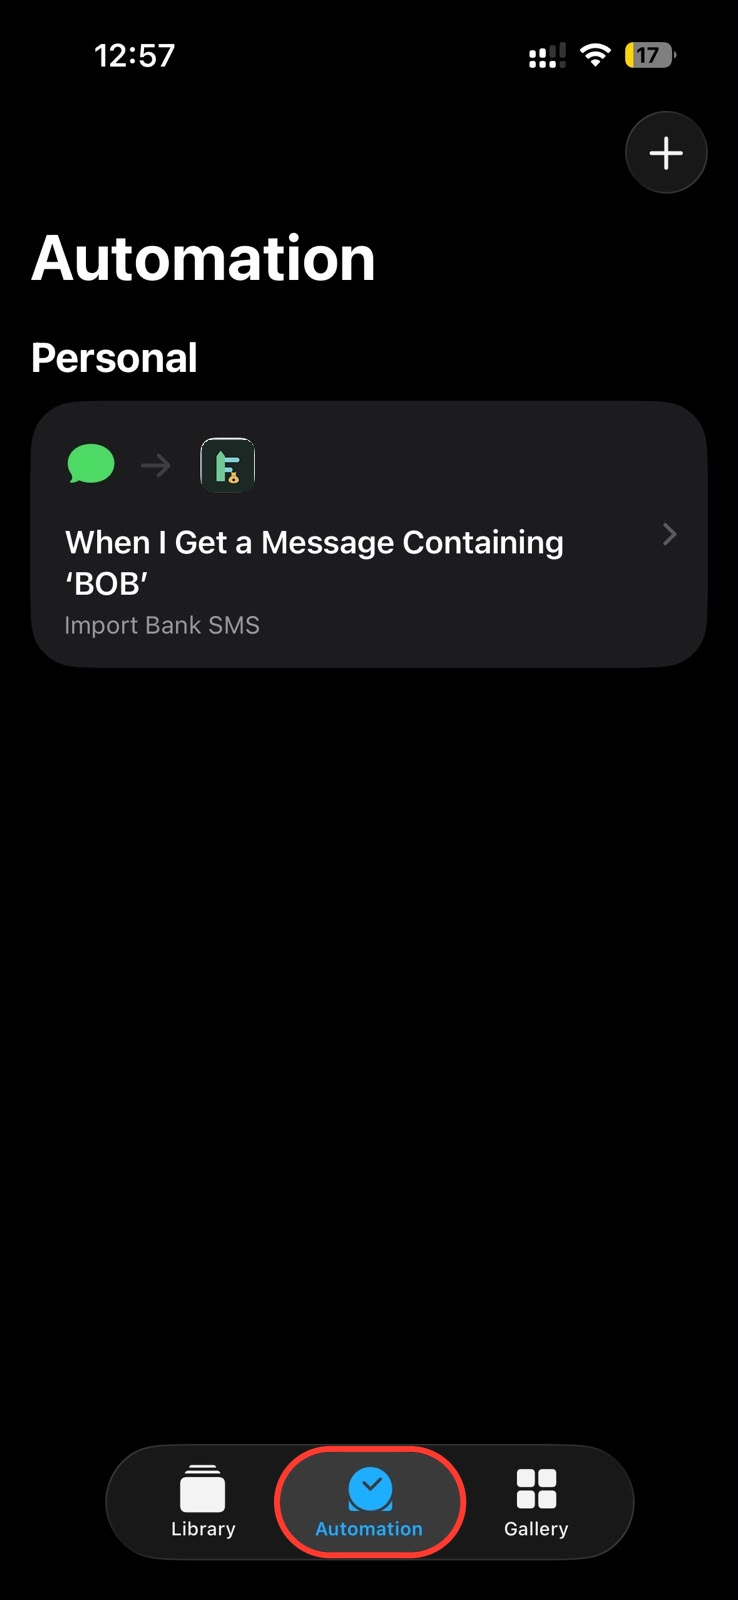 12:57
17
Automation
Personal
When I Get a Message Containing
‘BOB’
Import Bank SMS
Library
Automation
Gallery